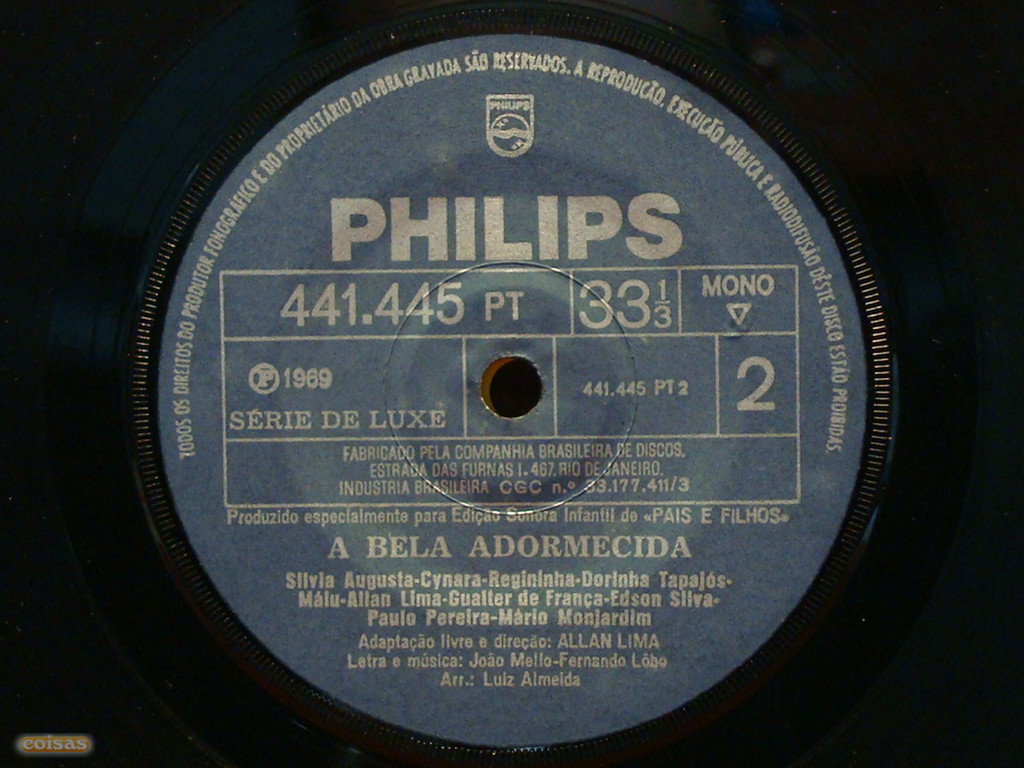 TODOS OS DIREITOS DO PRODUTOR FONOGRÁFICO E DO PROPRIETÁRIO DA OBRA GRAVADA SÃO RESERVADOS. A REPRODUÇÃO, EXECUÇÃO PÚBLICA E RADIODIFUSÃO DÊSTE DISCO ESTÃO PROIBIDAS
PHILIPS
PHILIPS
441.445 PT
33 1/3
MONO
▽
℗ 1969
SÉRIE DE LUXE
441.445 PT 2
2
FABRICADO PELA COMPANHIA BRASILEIRA DE DISCOS.
ESTRADA DAS FURNAS 1.467. RIO DE JANEIRO.
INDUSTRIA BRASILEIRA CGC n.º 33.177.411/3
Produzido especialmente para Edição Sonora Infantil de «PAIS E FILHOS»
A BELA ADORMECIDA
Silvia Augusta-Cynara-Regininha-Dorinha Tapajós-
Málu-Allan Lima-Gualter de França-Edson Silva-
Paulo Pereira-Mário Monjardim
Adaptação livre e direção: ALLAN LIMA
Letra e música: João Mello-Fernando Lôbo
Arr.: Luiz Almeida
coisas